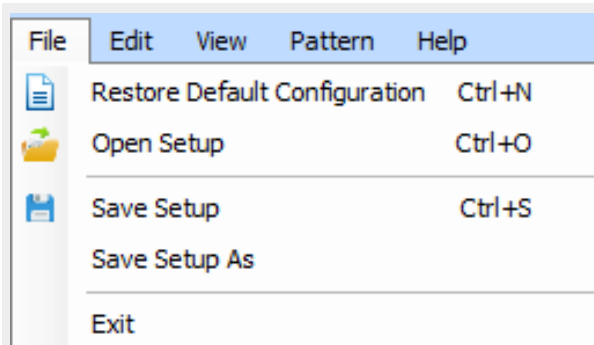 File Edit View Pattern Help
Restore Default Configuration Ctrl+N
Open Setup Ctrl+O
Save Setup Ctrl+S
Save Setup As
Exit